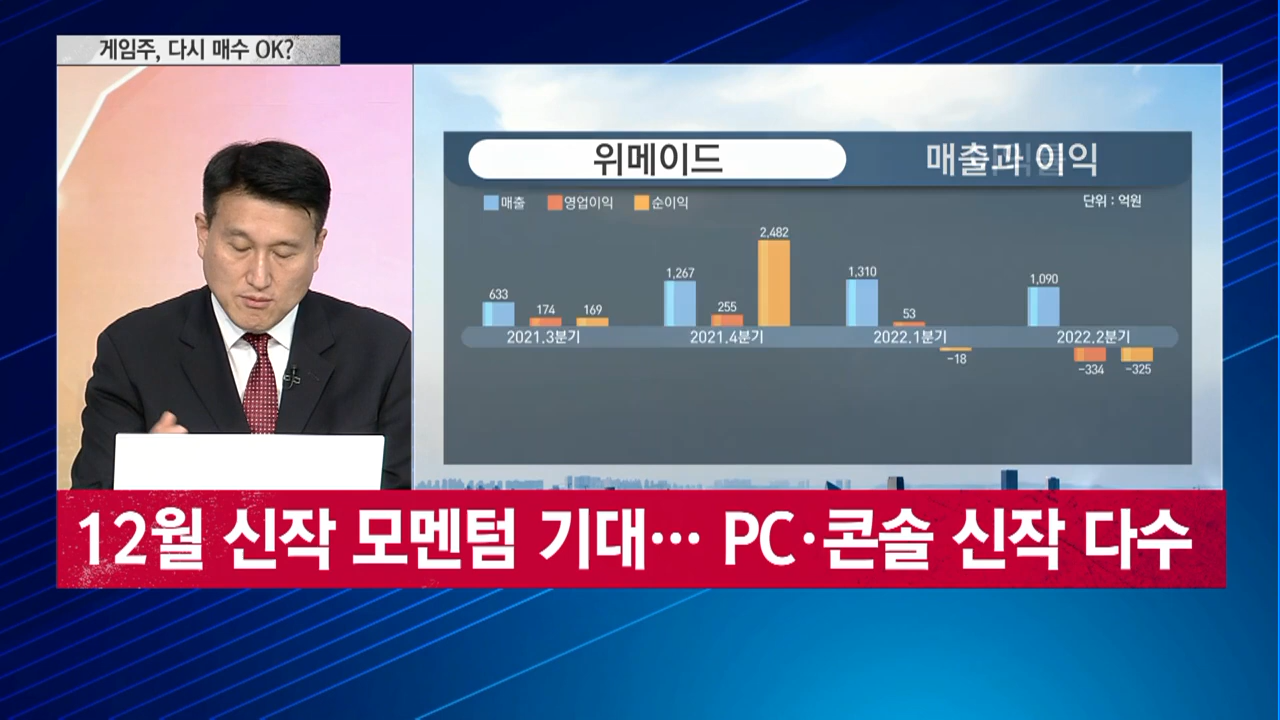 게임주, 다시 매수 OK?
위메이드
매출과 이익
매출 영업이익 순이익
단위 : 억원
633 174 169
1,267 255 2,482
1,310 53 -18
1,090 -334 -325
2021.3분기 2021.4분기 2022.1분기 2022.2분기
12월 신작 모멘텀 기대… PC·콘솔 신작 다수